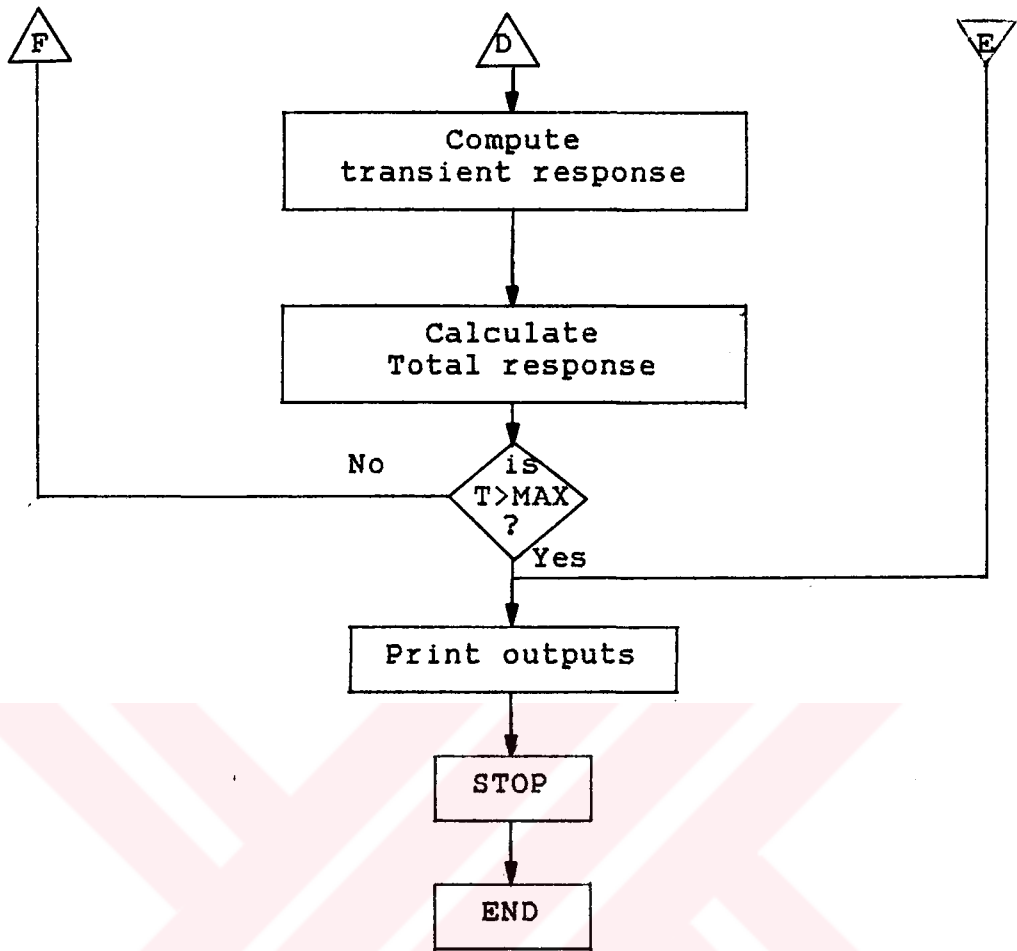 F
D
E
Compute
transient response
Calculate
Total response
No
is
T>MAX
?
Yes
Print outputs
STOP
END